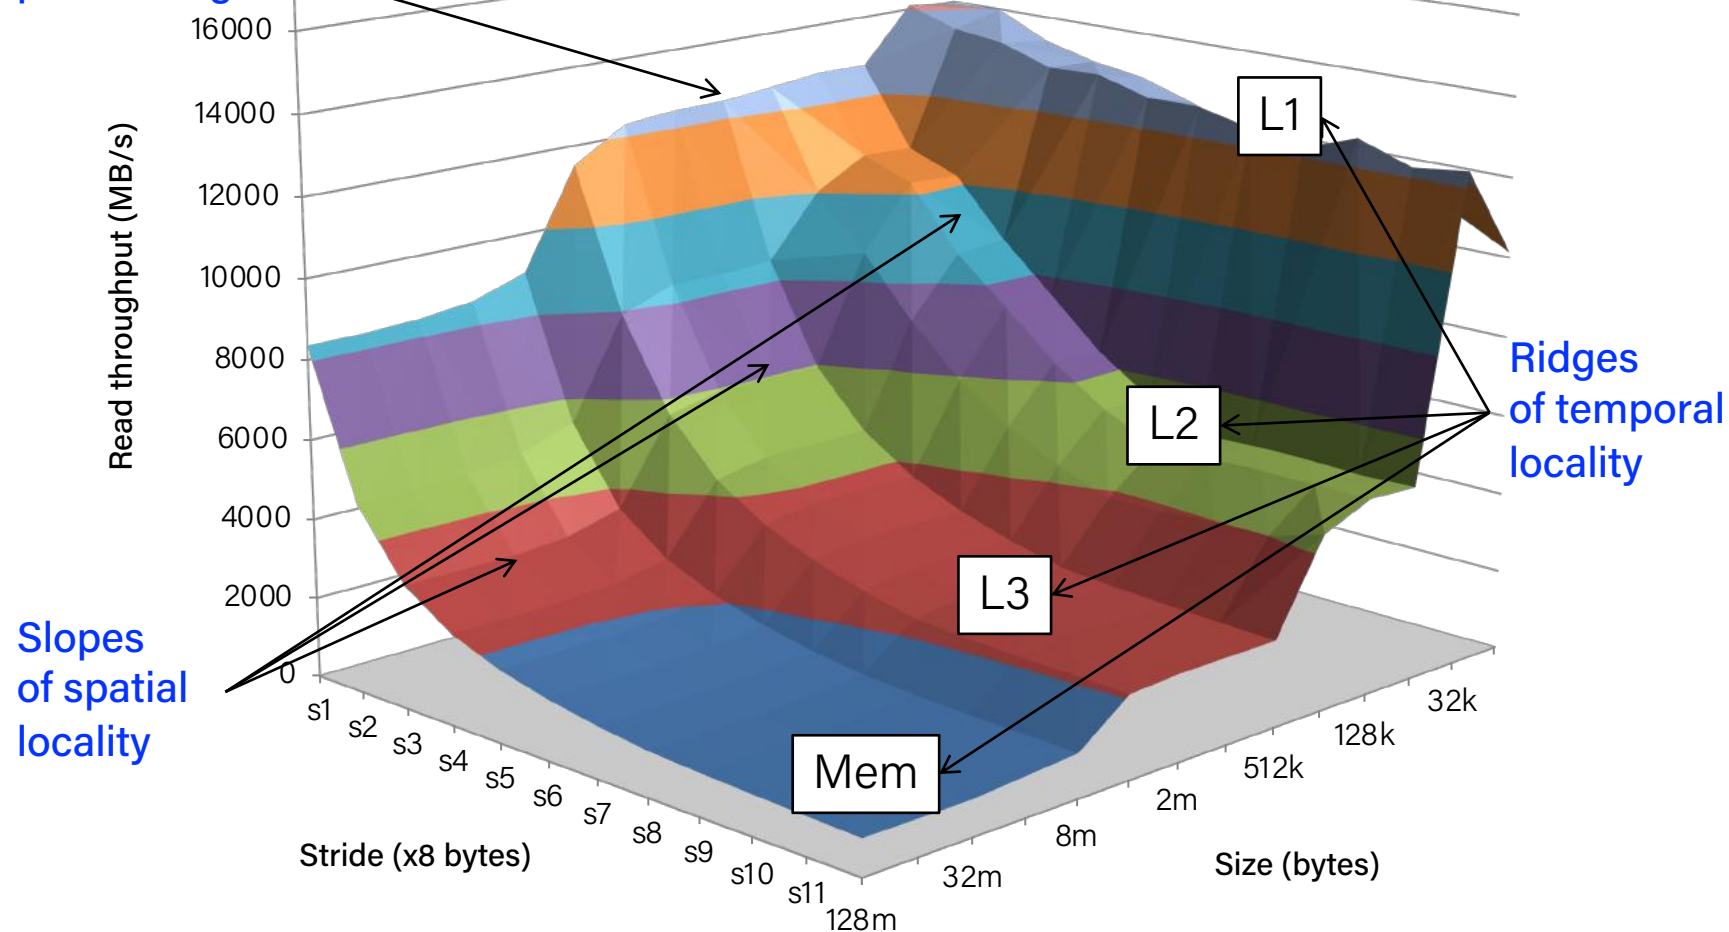 16000
14000
12000
10000
8000
6000
4000
2000
0
Read throughput (MB/s)
L1
L2
L3
Mem
Ridges
of temporal
locality
Slopes
of spatial
locality
s1
s2
s3
s4
s5
s6
s7
s8
s9
s10
s11
Stride (x8 bytes)
128m
32m
8m
2m
512k
128k
32k
Size (bytes)